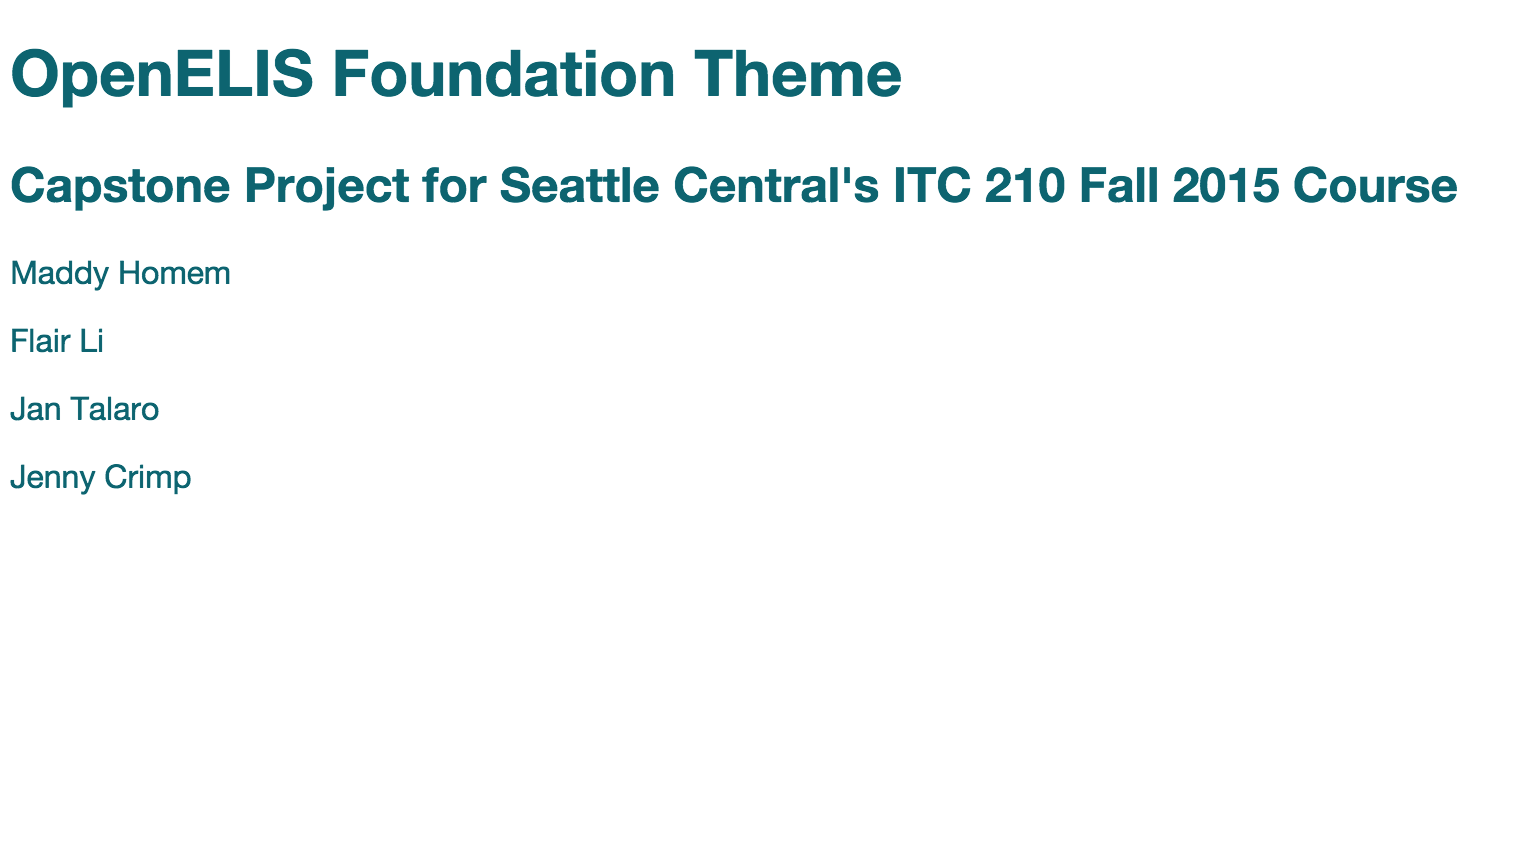 OpenELIS Foundation Theme
Capstone Project for Seattle Central's ITC 210 Fall 2015 Course
Maddy Homem
Flair Li
Jan Talaro
Jenny Crimp